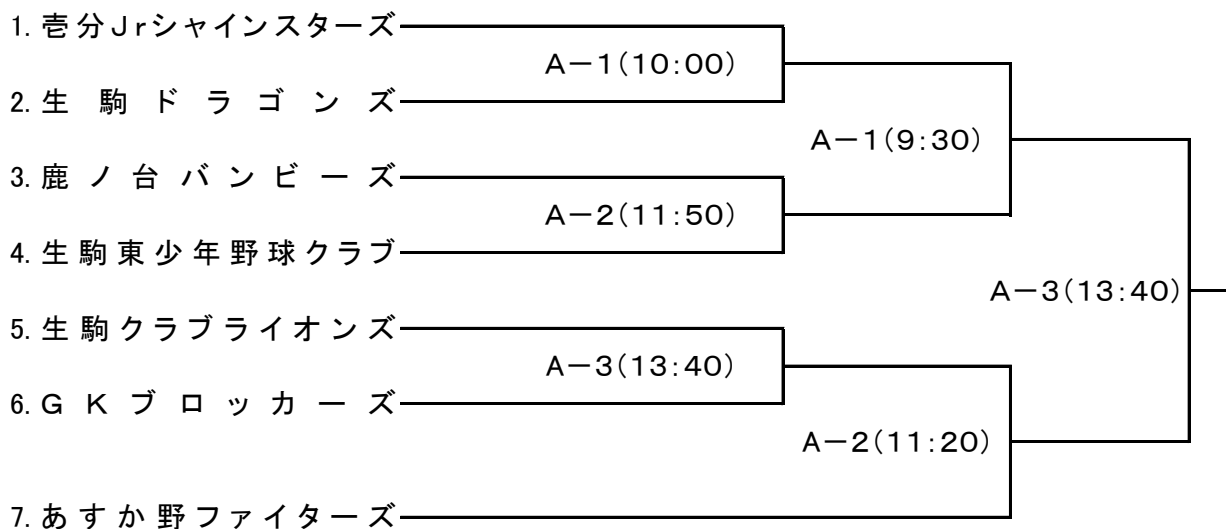 1. 壱分Jrシャインスターズ
A－1(10:00)
2. 生駒ドラゴンズ
A－1(9:30)
3. 鹿ノ台バンビーズ
A－2(11:50)
4. 生駒東少年野球クラブ
A－3(13:40)
5. 生駒クラブライオンズ
A－3(13:40)
6. GKブロッカーズ
A－2(11:20)
7. あすか野ファイターズ